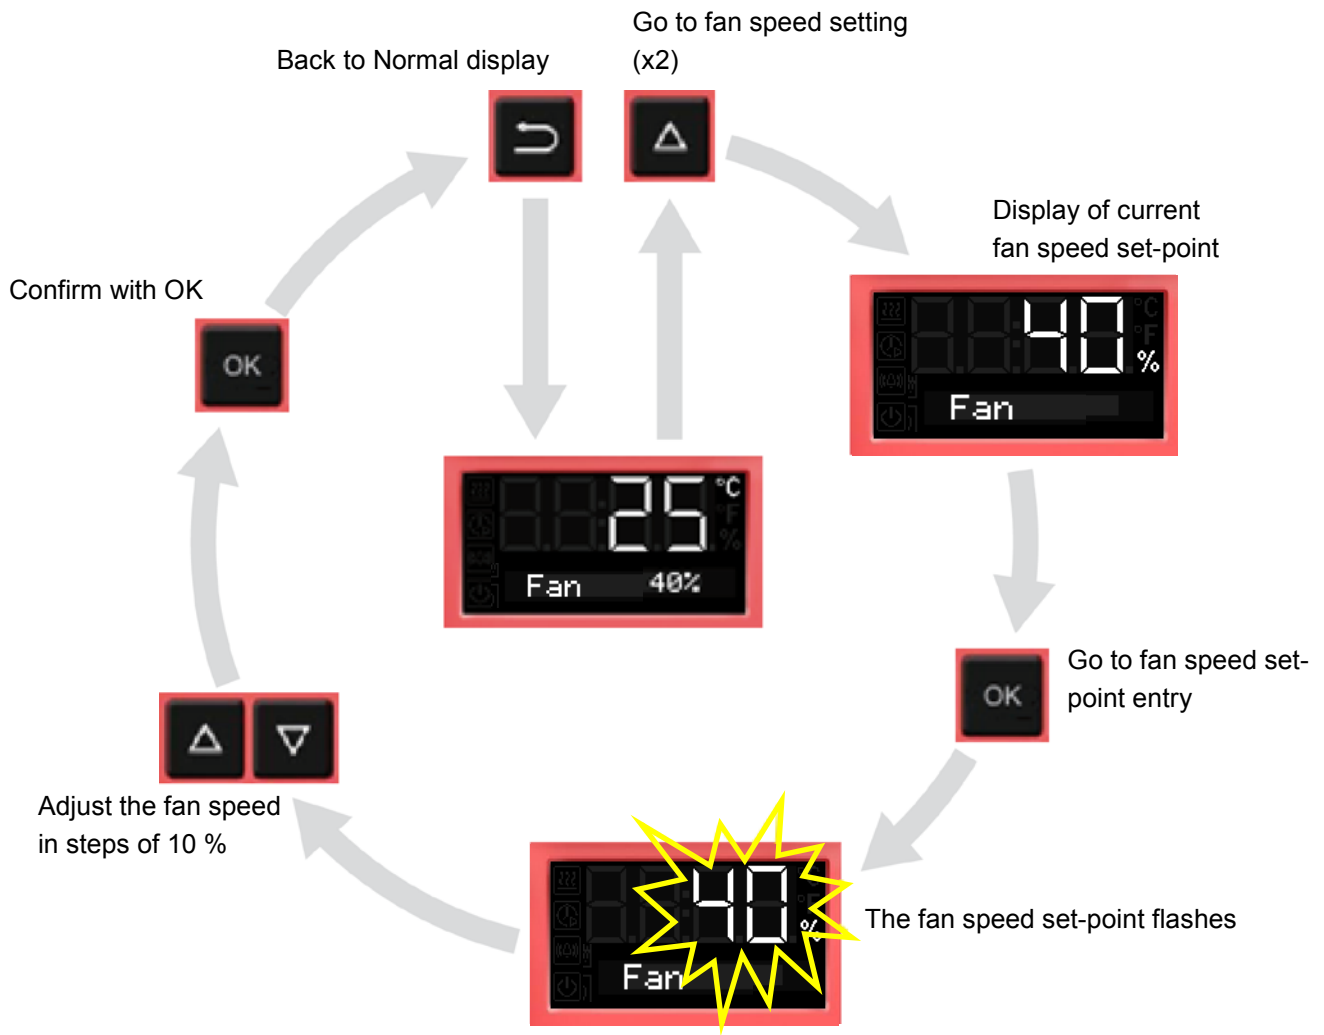 Go to fan speed setting
(x2)
Back to Normal display
Display of current
fan speed set-point
Confirm with OK
40
°C
°F
%
Fan
OK
25
°C
°F
%
Fan 40%
Go to fan speed set-
point entry
OK
Adjust the fan speed
in steps of 10 %
40
%
Fan
The fan speed set-point flashes